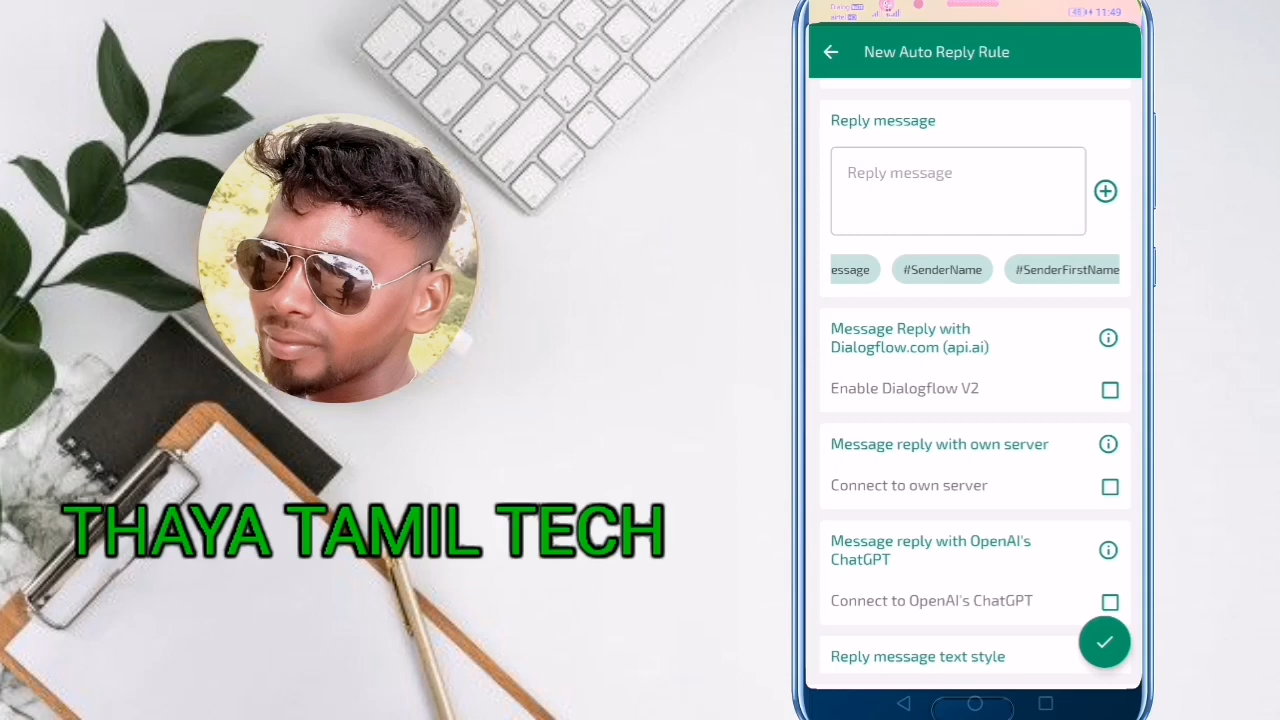 THAYA TAMIL TECH
Dialog
airtel
11:49
New Auto Reply Rule
Reply message
Reply message
essage
#SenderName
#SenderFirstName
Message Reply with
Dialogflow.com (api.ai)
Enable Dialogflow V2
Message reply with own server
Connect to own server
Message reply with OpenAI's
ChatGPT
Connect to OpenAI's ChatGPT
Reply message text style